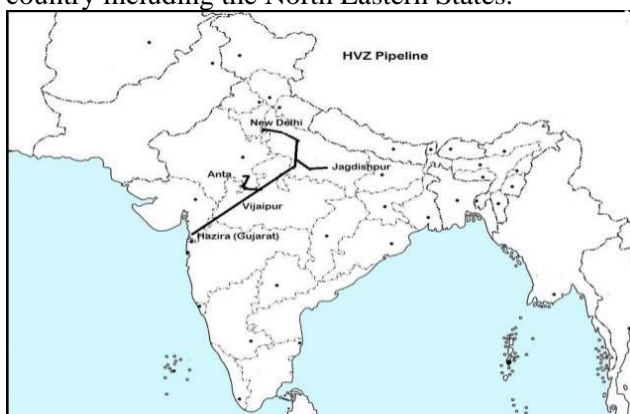 country including the North Eastern States.
HVZ Pipeline
New Delhi
Jagdishpur
Anta
Vijaipur
Hazira (Gujarat)